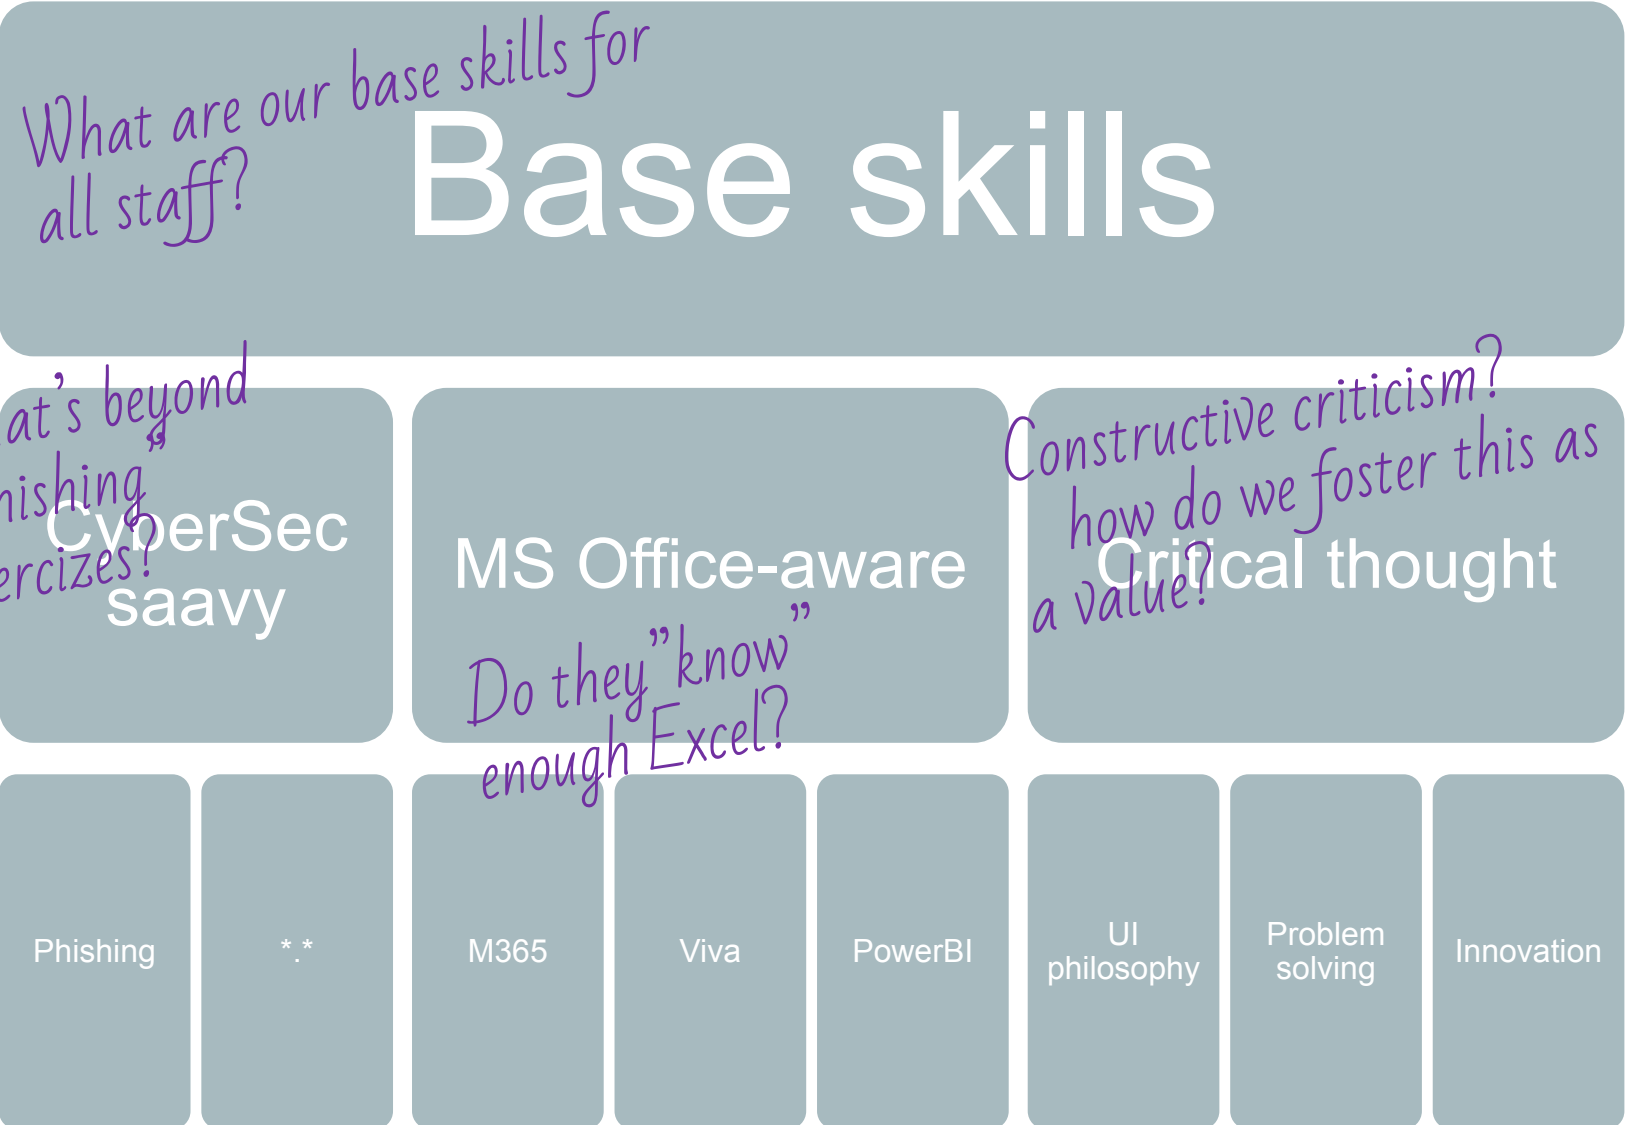 What are our base skills for
all staff?
Base skills
at’s beyond
hishing”
ercizes?
CyberSec
saavy
MS Office-aware
Do they ”know”
enough Excel?
Constructive criticism?
how do we foster this as
a value?
Critical thought
Phishing
*.*
M365
Viva
PowerBI
UI
philosophy
Problem
solving
Innovation